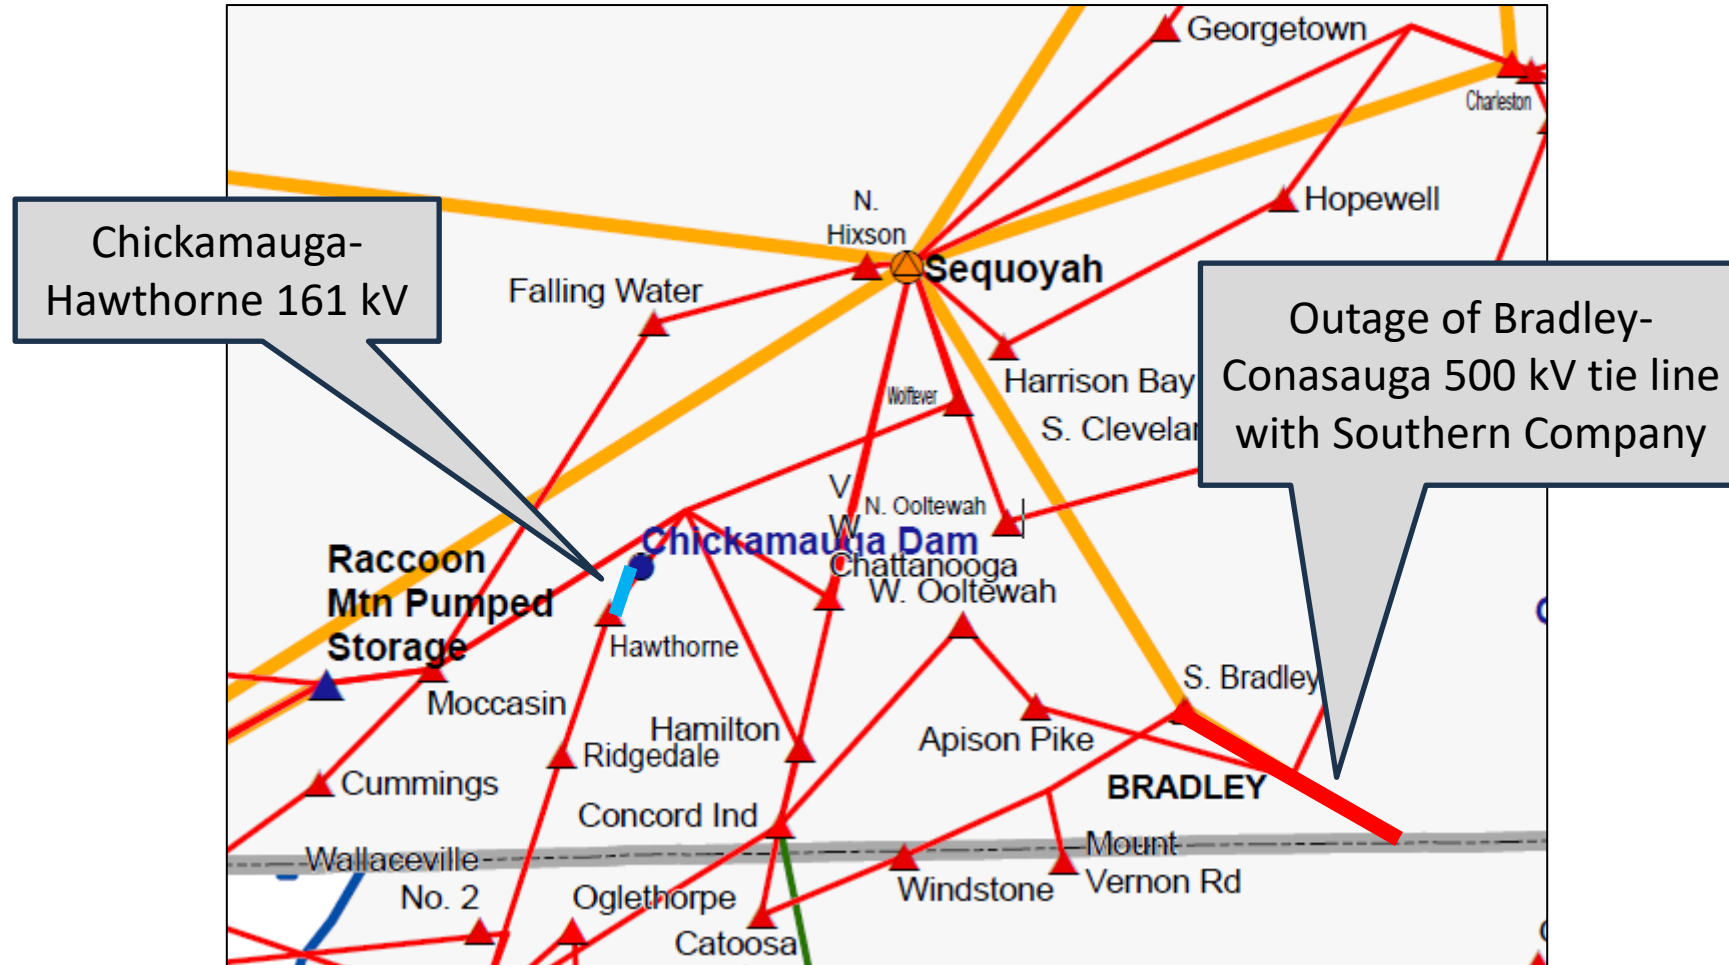 Georgetown
Charleston
N.
Hixson
Hopewell
Chickamauga-
Hawthorne 161 kV
Sequoyah
Falling Water
Outage of Bradley-
Conasauga 500 kV tie line
with Southern Company
Harrison Bay
Wolftever
S. Clevelan
V
W
N. Ooltewah
Chickamauga Dam
Chattanooga
W. Ooltewah
Raccoon
Mtn Pumped
Storage
Hawthorne
S. Bradley
Moccasin
Hamilton
Apison Pike
Ridgedale
Cummings
BRADLEY
Concord Ind
Wallaceville
Mount
Vernon Rd
No. 2
Oglethorpe
Windstone
Catoosa